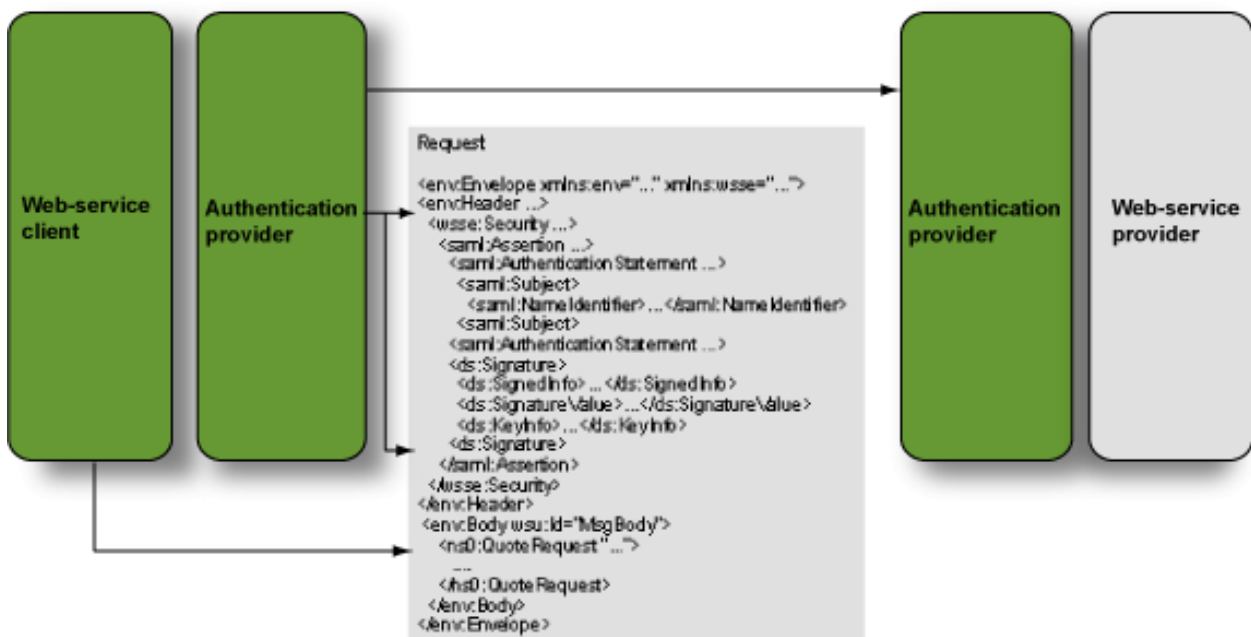 Web-service
client
Authentication
provider
Authentication
provider
Web-service
provider
Request
<env:Envelope xmlns:env="..." xmlns:wsse="...">
<env:Header ...>
<wsse:Security ...>
<saml:Assertion ...>
<saml:Authentication Statement ...>
<saml:Subject>
<saml:NameIdentifier>...</saml:NameIdentifier>
<saml:Subject>
<saml:Authentication Statement ...>
<ds:Signature>
<ds:SignedInfo>...</ds:SignedInfo>
<ds:SignatureValue>...</ds:SignatureValue>
<ds:KeyInfo>...</ds:KeyInfo>
<ds:Signature>
</saml:Assertion>
</wsse:Security>
</env:Header>
<env:Body wsu:Id="MsgBody">
<ns0:QuoteRequest "...">
....
</ns0:QuoteRequest>
</env:Body>
</env:Envelope>